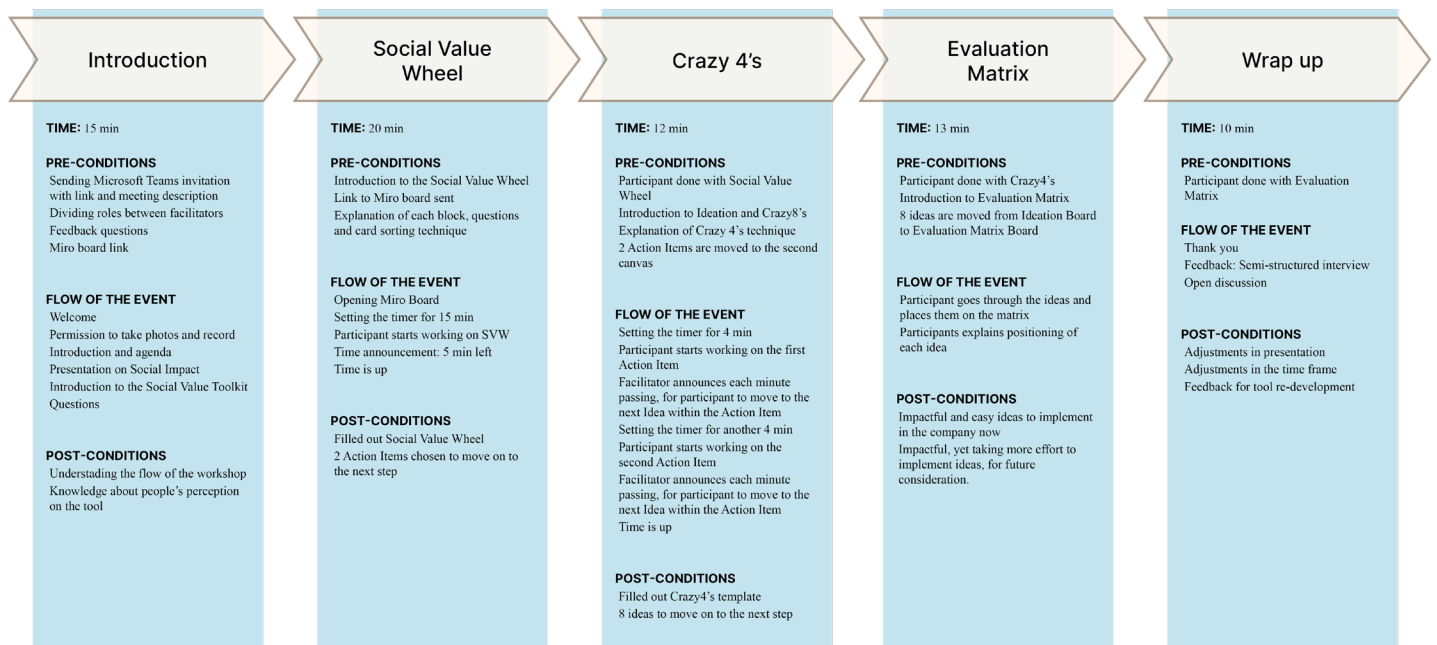 Introduction
TIME: 15 min
PRE-CONDITIONS
Sending Microsoft Teams invitation
with link and meeting description
Dividing roles between facilitators
Feedback questions
Miro board link
FLOW OF THE EVENT
Welcome
Permission to take photos and record
Introduction and agenda
Presentation on Social Impact
Introduction to the Social Value Toolkit
Questions
POST-CONDITIONS
Understading the flow of the workshop
Knowledge about people’s perception
on the tool
Social Value
Wheel
TIME: 20 min
PRE-CONDITIONS
Introduction to the Social Value Wheel
Link to Miro board sent
Explanation of each block, questions
and card sorting technique
FLOW OF THE EVENT
Opening Miro Board
Setting the timer for 15 min
Participant starts working on SVW
Time announcement: 5 min left
Time is up
POST-CONDITIONS
Filled out Social Value Wheel
2 Action Items chosen to move on to
the next step
Crazy 4’s
TIME: 12 min
PRE-CONDITIONS
Participant done with Social Value
Wheel
Introduction to Ideation and Crazy8’s
Explanation of Crazy 4’s technique
2 Action Items are moved to the second
canvas
FLOW OF THE EVENT
Setting the timer for 4 min
Participant starts working on the first
Action Item
Facilitator announces each minute
passing, for participant to move to the
next Idea within the Action Item
Setting the timer for another 4 min
Participant starts working on the
second Action Item
Facilitator announces each minute
passing, for participant to move to the
next Idea within the Action Item
Time is up
POST-CONDITIONS
Filled out Crazy4’s template
8 ideas to move on to the next step
Evaluation
Matrix
TIME: 13 min
PRE-CONDITIONS
Participant done with Crazy4’s
Introduction to Evaluation Matrix
8 ideas are moved from Ideation Board
to Evaluation Matrix Board
FLOW OF THE EVENT
Participant goes through the ideas and
places them on the matrix
Participants explains positioning of
each idea
POST-CONDITIONS
Impactful and easy ideas to implement
in the company now
Impactful, yet taking more effort to
implement ideas, for future
consideration.
Wrap up
TIME: 10 min
PRE-CONDITIONS
Participant done with Evaluation
Matrix
FLOW OF THE EVENT
Thank you
Feedback: Semi-structured interview
Open discussion
POST-CONDITIONS
Adjustments in presentation
Adjustments in the time frame
Feedback for tool re-development